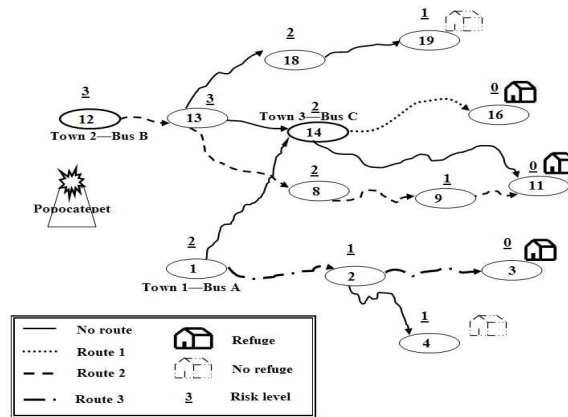 2
1
18
19
3
3
2
0
12
13
Town 3—Bus C
14
16
Town 2—Bus B
0
2
1
8
9
11
Popocatepet
2
1
0
1
2
3
Town 1—Bus A
1
4
No route
Refuge
Route 1
Route 2
No refuge
Route 3
3
Risk level